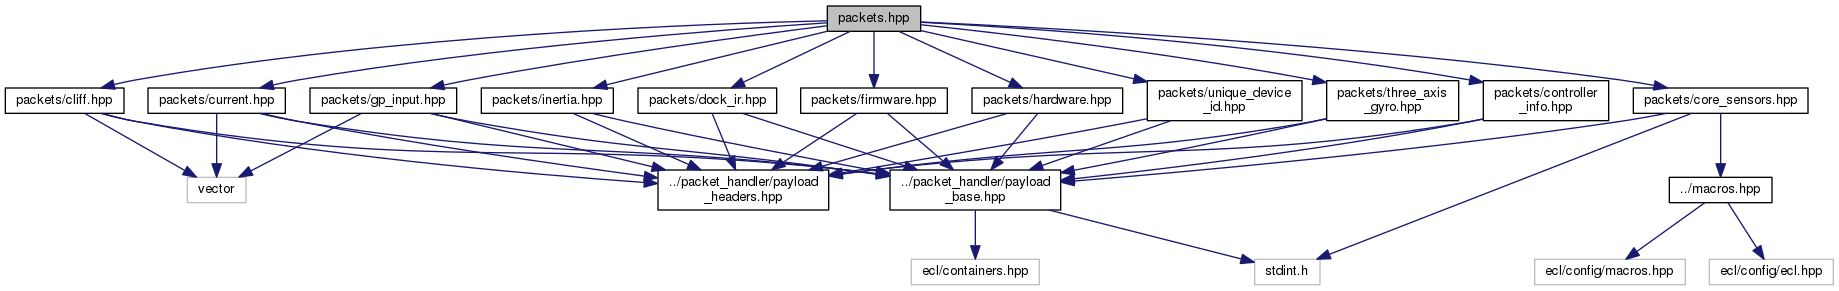 packets.hpp
packets/cliff.hpp
packets/current.hpp
packets/gp_input.hpp
packets/inertia.hpp
packets/dock_ir.hpp
packets/firmware.hpp
packets/hardware.hpp
packets/unique_device
_id.hpp
packets/three_axis
_gyro.hpp
packets/controller
_info.hpp
packets/core_sensors.hpp
vector
../packet_handler/payload
_headers.hpp
../packet_handler/payload
_base.hpp
../macros.hpp
ecl/containers.hpp
stdint.h
ecl/config/macros.hpp
ecl/config/ecl.hpp